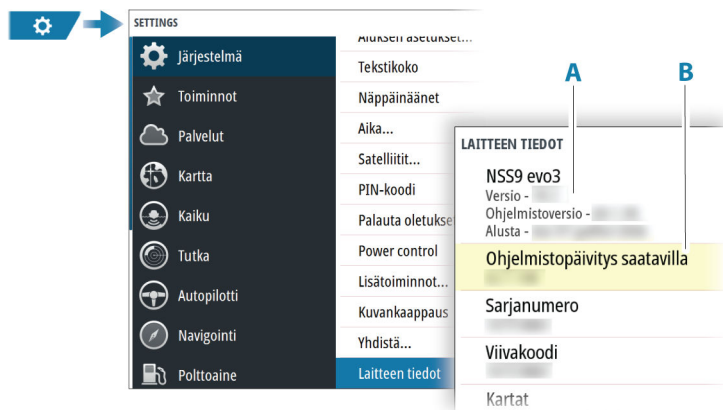 SETTINGS
Järjestelmä
Toiminnot
Palvelut
Kartta
Kaiku
Tutka
Autopilotti
Navigointi
Polttoaine
Aluksen asetukset...
Tekstikoko
Näppäinäänet
Aika...
Satelliitit...
PIN-koodi
Palauta oletukse
Power control
Lisätoiminnot...
Kuvankaappaus
Yhdistä...
Laitteen tiedot
A
B
LAITTEEN TIEDOT
NSS9 evo3
Versio -
Ohjelmistoversio -
Alusta -
Ohjelmistopäivitys saatavilla
Sarjanumero
Viivakoodi
Kartat